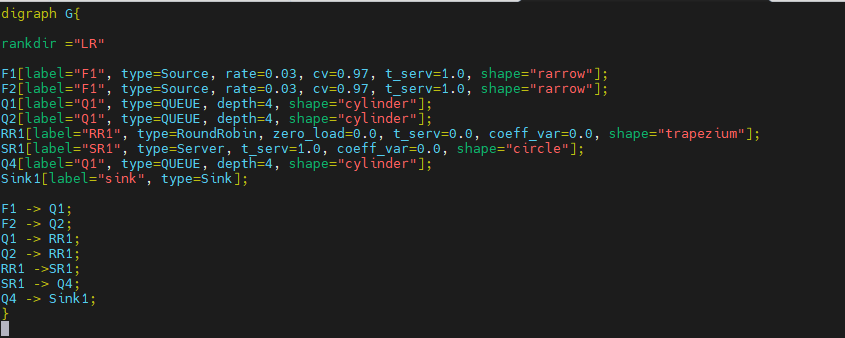 digraph G{
rankdir ="LR"
F1[label="F1", type=Source, rate=0.03, cv=0.97, t_serv=1.0, shape="rarrow"];
F2[label="F1", type=Source, rate=0.03, cv=0.97, t_serv=1.0, shape="rarrow"];
Q1[label="Q1", type=QUEUE, depth=4, shape="cylinder"];
Q2[label="Q1", type=QUEUE, depth=4, shape="cylinder"];
RR1[label="RR1", type=RoundRobin, zero_load=0.0, t_serv=0.0, coeff_var=0.0, shape="trapezium"];
SR1[label="SR1", type=Server, t_serv=1.0, coeff_var=0.0, shape="circle"];
Q4[label="Q1", type=QUEUE, depth=4, shape="cylinder"];
Sink1[label="sink", type=Sink];
F1 -> Q1;
F2 -> Q2;
Q1 -> RR1;
Q2 -> RR1;
RR1 ->SR1;
SR1 -> Q4;
Q4 -> Sink1;
}